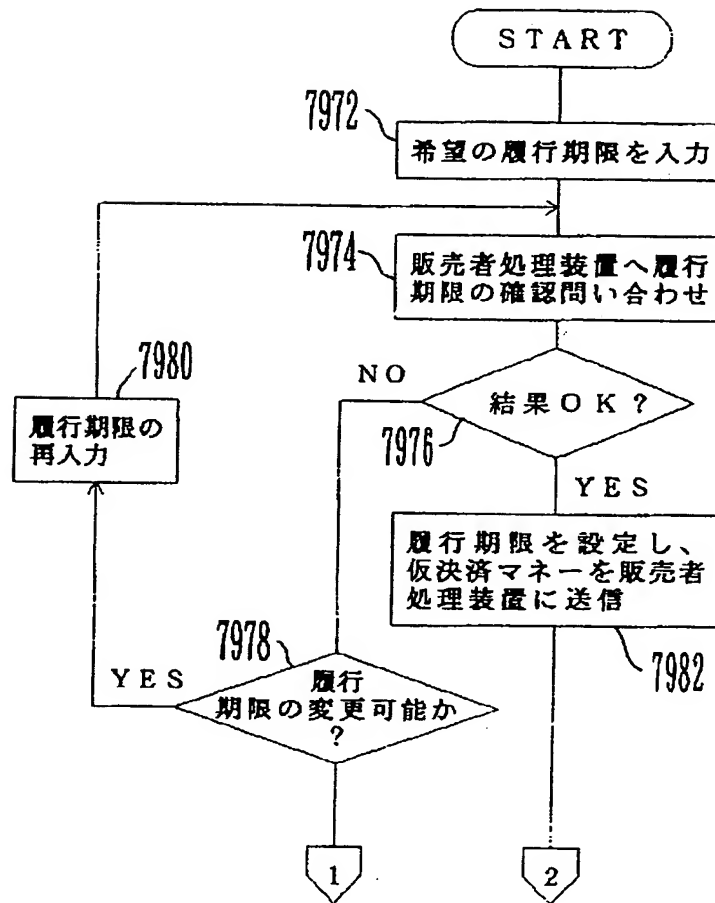 START
7972
希望の履行期限を入力
7974
販売者処理装置へ履行
期限の確認問い合わせ
7980
履行期限の
再入力
NO
結果OK?
7976
YES
履行期限を設定し、
仮決済マネーを販売者
処理装置に送信
7982
7978
YES
履行
期限の変更可能か
?
1
2